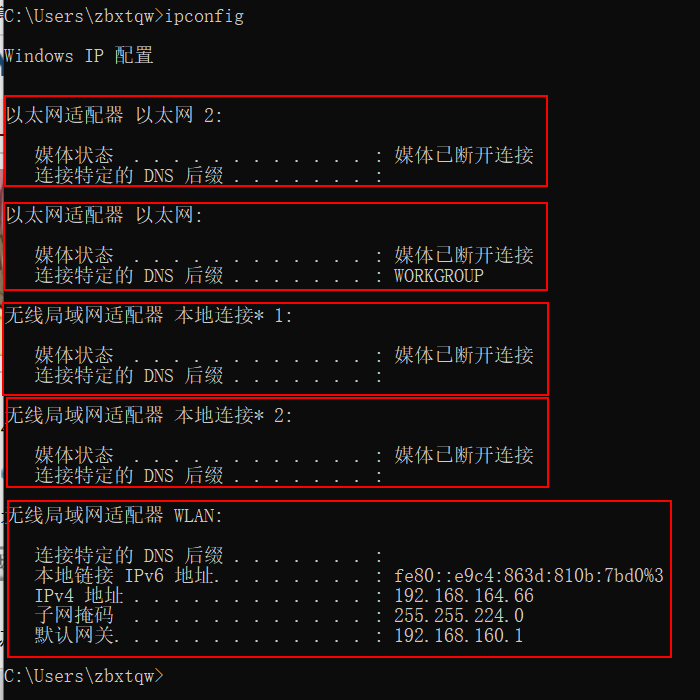 C:\Users\zbxtqw>ipconfig
Windows IP 配置
以太网适配器 以太网 2:
媒体状态 . . . . . . . . . . . . : 媒体已断开连接
连接特定的 DNS 后缀 . . . . . . . :
以太网适配器 以太网:
媒体状态 . . . . . . . . . . . . : 媒体已断开连接
连接特定的 DNS 后缀 . . . . . . . : WORKGROUP
无线局域网适配器 本地连接* 1:
媒体状态 . . . . . . . . . . . . : 媒体已断开连接
连接特定的 DNS 后缀 . . . . . . . :
无线局域网适配器 本地连接* 2:
媒体状态 . . . . . . . . . . . . : 媒体已断开连接
连接特定的 DNS 后缀 . . . . . . . :
无线局域网适配器 WLAN:
连接特定的 DNS 后缀 . . . . . . . :
本地链接 IPv6 地址. . . . . . . . : fe80::e9c4:863d:810b:7bd0%3
IPv4 地址 . . . . . . . . . . . . : 192.168.164.66
子网掩码 . . . . . . . . . . . . : 255.255.224.0
默认网关. . . . . . . . . . . . . : 192.168.160.1
C:\Users\zbxtqw>